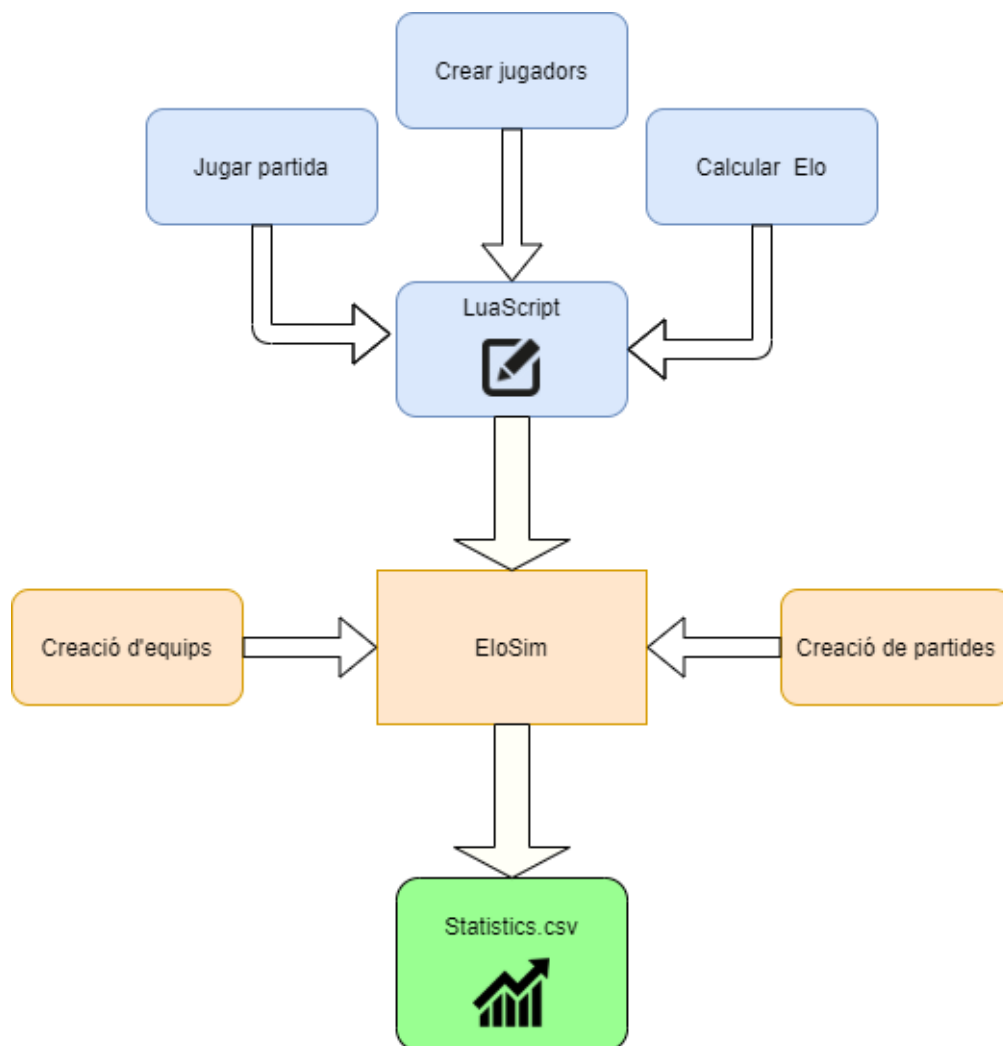 Crear jugadors
Jugar partida
Calcular  Elo
LuaScript
Creació d'equips
EloSim
Creació de partides
Statistics.csv